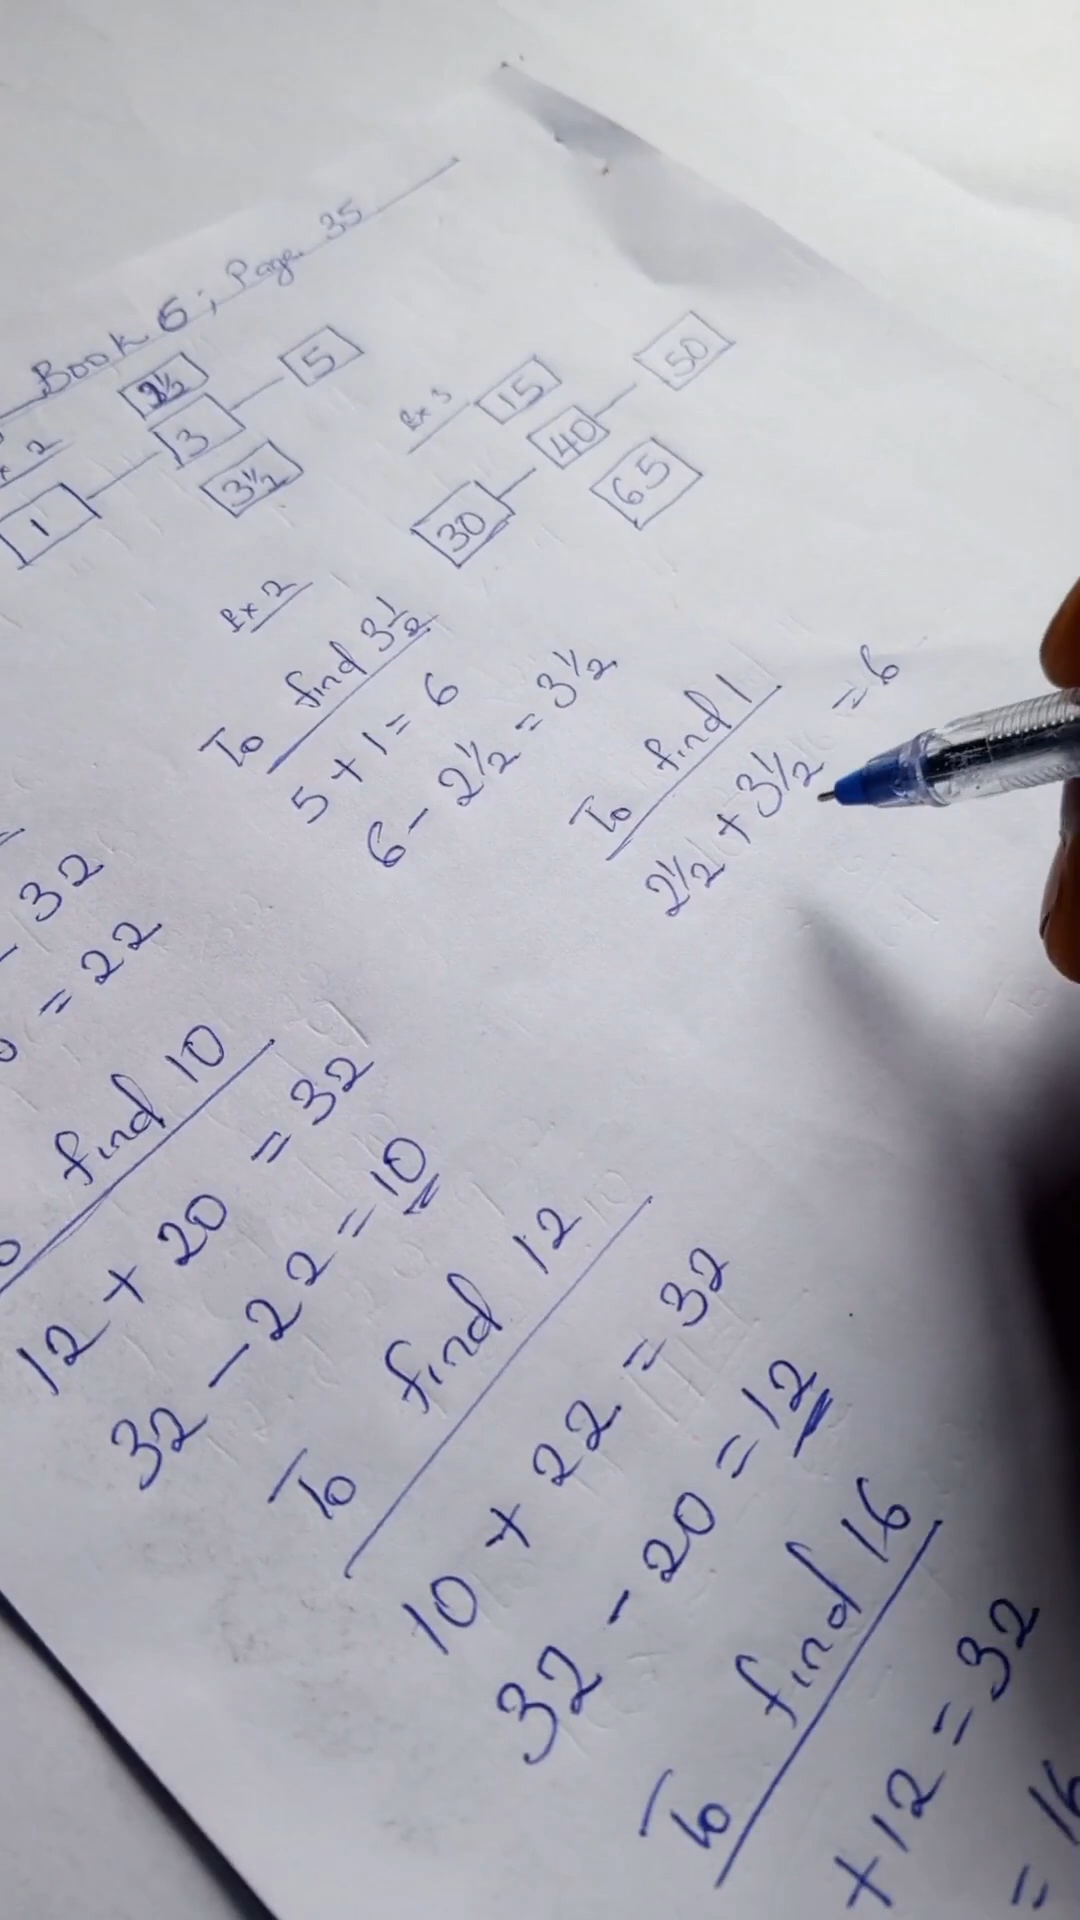 Book 6; Page 35
2½
5
3
3½
1
Ex 3
15
50
40
30
65
Ex 2
To find 3½
5 + 1 = 6
6 - 2½ = 3½
To find 1
2½ + 3½ = 6
32
= 22
find 10
12 + 20 = 32
32 - 22 = 10
To find 12
10 + 22 = 32
32 - 20 = 12
To find 16
+ 12 = 32
= 16